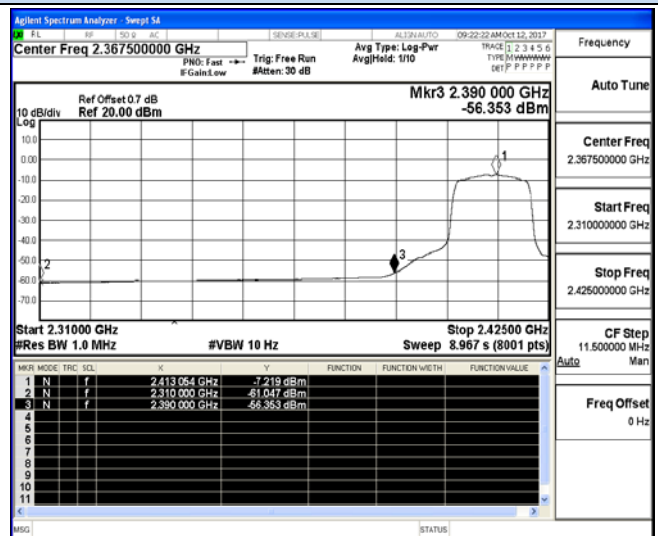 Agilent Spectrum Analyzer - Swept SA
RL RF 50 Ω AC SENSE:PULSE ALIGNAUTO 09:22:22 AM Oct 12, 2017
Center Freq 2.367500000 GHz
PNO: Fast
IFGain:Low
Trig: Free Run
#Atten: 30 dB
Avg Type: Log-Pwr
Avg|Hold: 1/10
TRACE 1 2 3 4 5 6
TYPE M W W W W W
DET P P P P P P
Ref Offset 0.7 dB
10 dB/div Ref 20.00 dBm
Log
Mkr3 2.390 000 GHz
-56.353 dBm
10.0
0.00
-10.0
-20.0
-30.0
-40.0
-50.0
-60.0
-70.0
1
2
3
Start 2.31000 GHz Stop 2.42500 GHz
#Res BW 1.0 MHz #VBW 10 Hz Sweep 8.967 s (8001 pts)
MKR MODE TRC SCL X Y FUNCTION FUNCTION WIDTH FUNCTION VALUE
1 N f 2.413 054 GHz -7.219 dBm
2 N f 2.310 000 GHz -61.047 dBm
3 N f 2.390 000 GHz -56.353 dBm
4
5
6
7
8
9
10
11
MSG STATUS
Frequency
Auto Tune
Center Freq
2.367500000 GHz
Start Freq
2.310000000 GHz
Stop Freq
2.425000000 GHz
CF Step
11.500000 MHz
Auto Man
Freq Offset
0 Hz